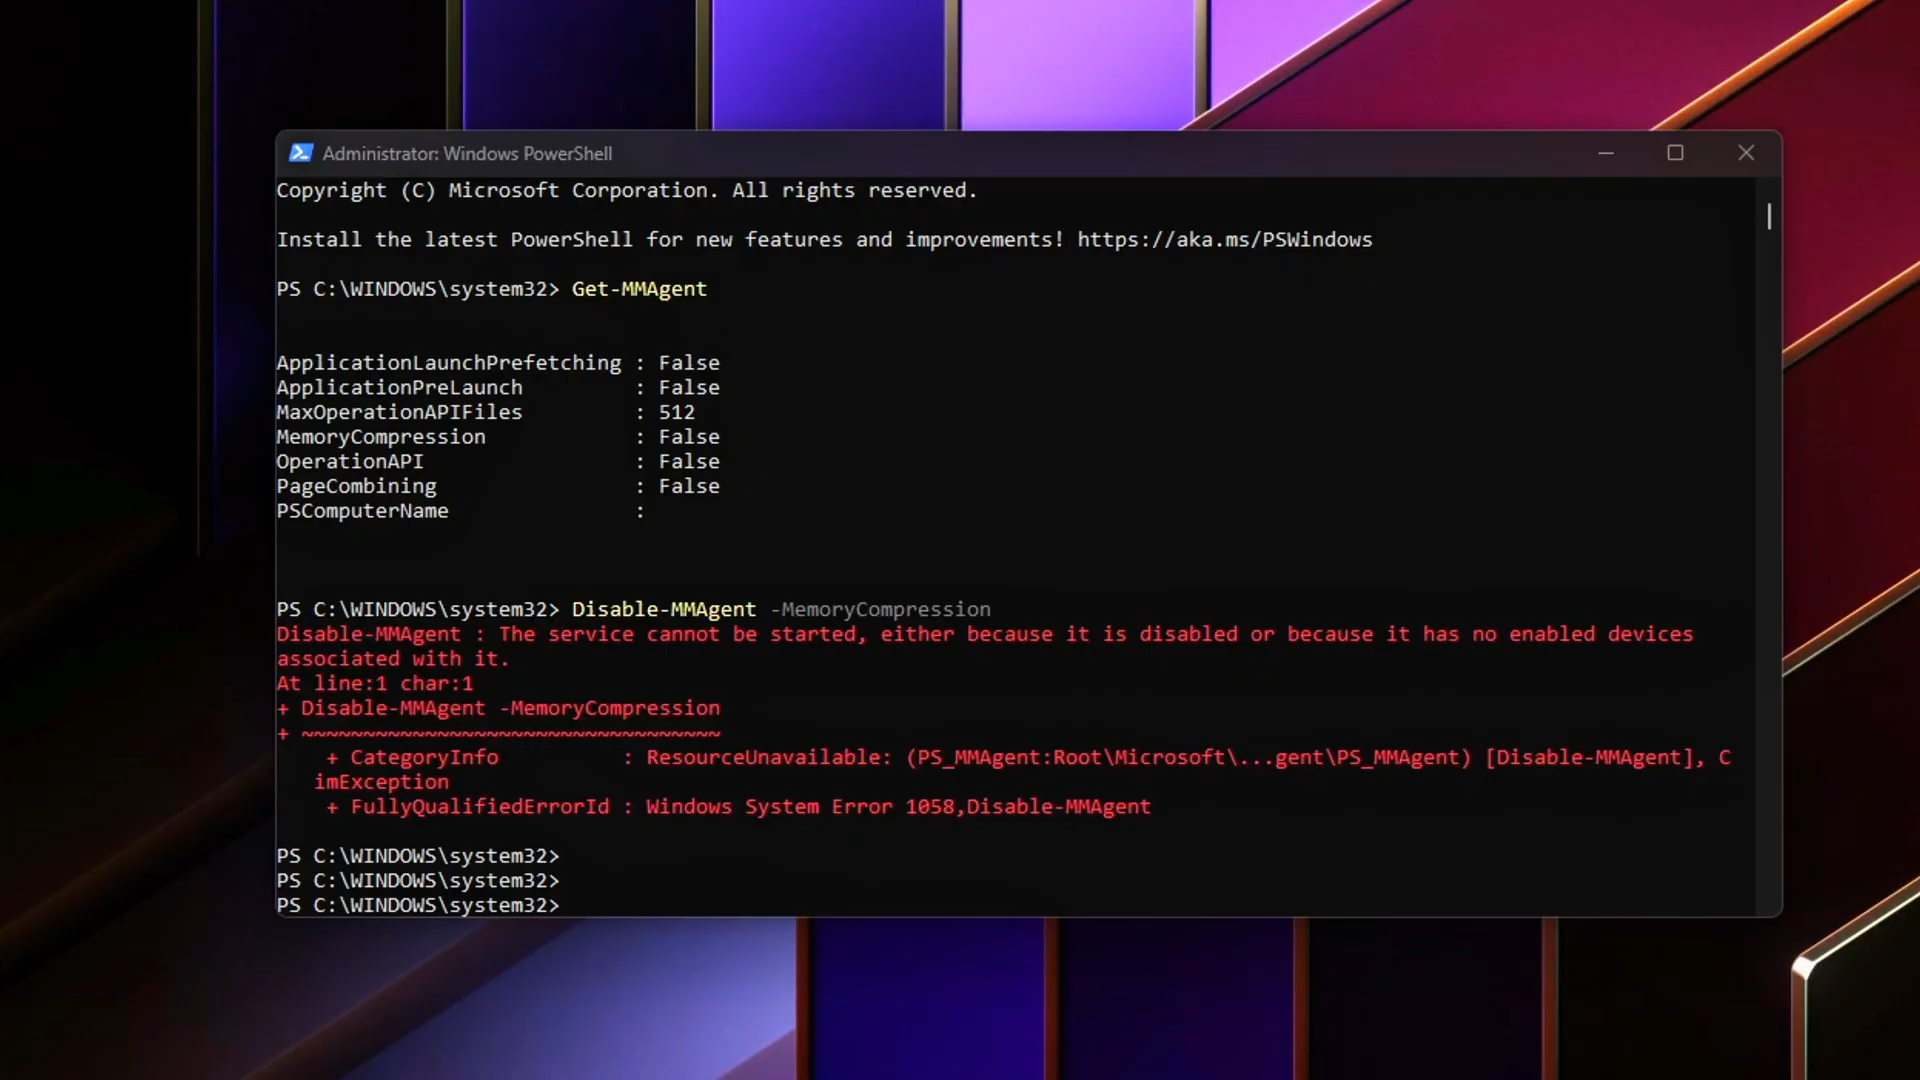 Administrator: Windows PowerShell
Copyright (C) Microsoft Corporation. All rights reserved.
Install the latest PowerShell for new features and improvements! https://aka.ms/PSWindows
PS C:\WINDOWS\system32> Get-MMAgent
ApplicationLaunchPrefetching : False
ApplicationPreLaunch         : False
MaxOperationAPIFiles         : 512
MemoryCompression            : False
OperationAPI                 : False
PageCombining                : False
PSComputerName               :
PS C:\WINDOWS\system32> Disable-MMAgent -MemoryCompression
Disable-MMAgent : The service cannot be started, either because it is disabled or because it has no enabled devices
associated with it.
At line:1 char:1
+ Disable-MMAgent -MemoryCompression
+ ~~~~~~~~~~~~~~~~~~~~~~~~~~~~~~~~~~
    + CategoryInfo          : ResourceUnavailable: (PS_MMAgent:Root\Microsoft\...gent\PS_MMAgent) [Disable-MMAgent], C
   imException
    + FullyQualifiedErrorId : Windows System Error 1058,Disable-MMAgent
PS C:\WINDOWS\system32>
PS C:\WINDOWS\system32>
PS C:\WINDOWS\system32>